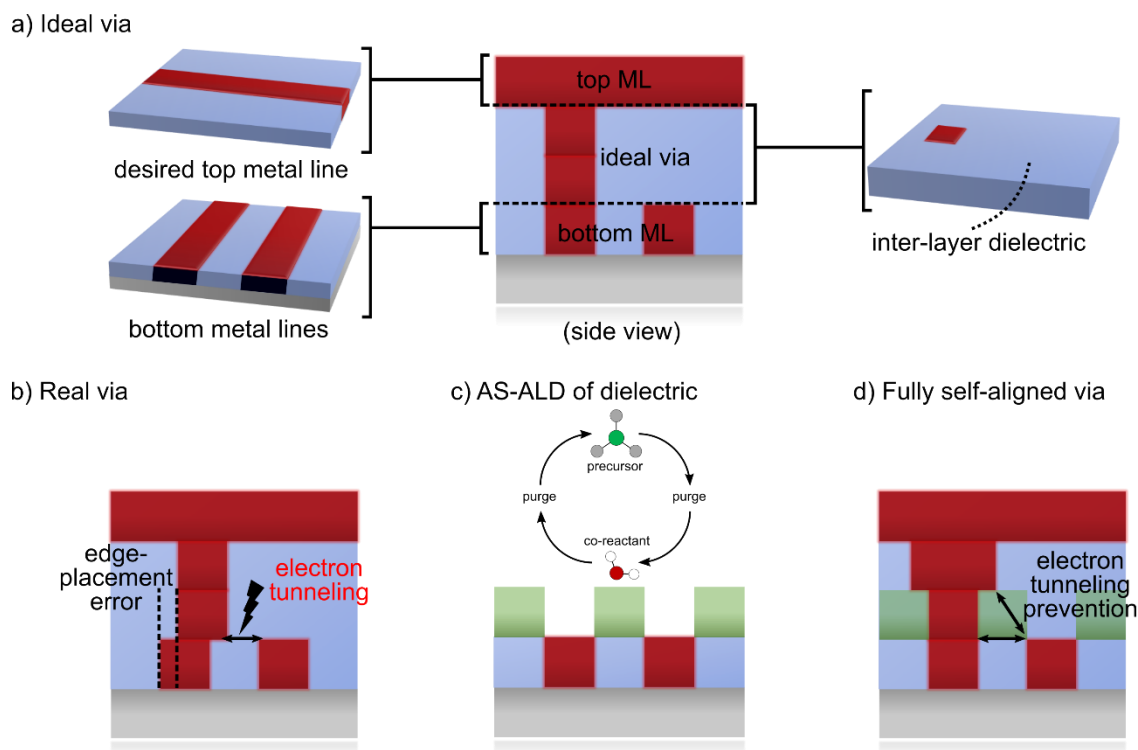 a) Ideal via
top ML
ideal via
bottom ML
desired top metal line
bottom metal lines
inter-layer dielectric
(side view)
b) Real via
edge-
placement
error
electron
tunneling
c) AS-ALD of dielectric
precursor
purge
purge
co-reactant
d) Fully self-aligned via
electron
tunneling
prevention